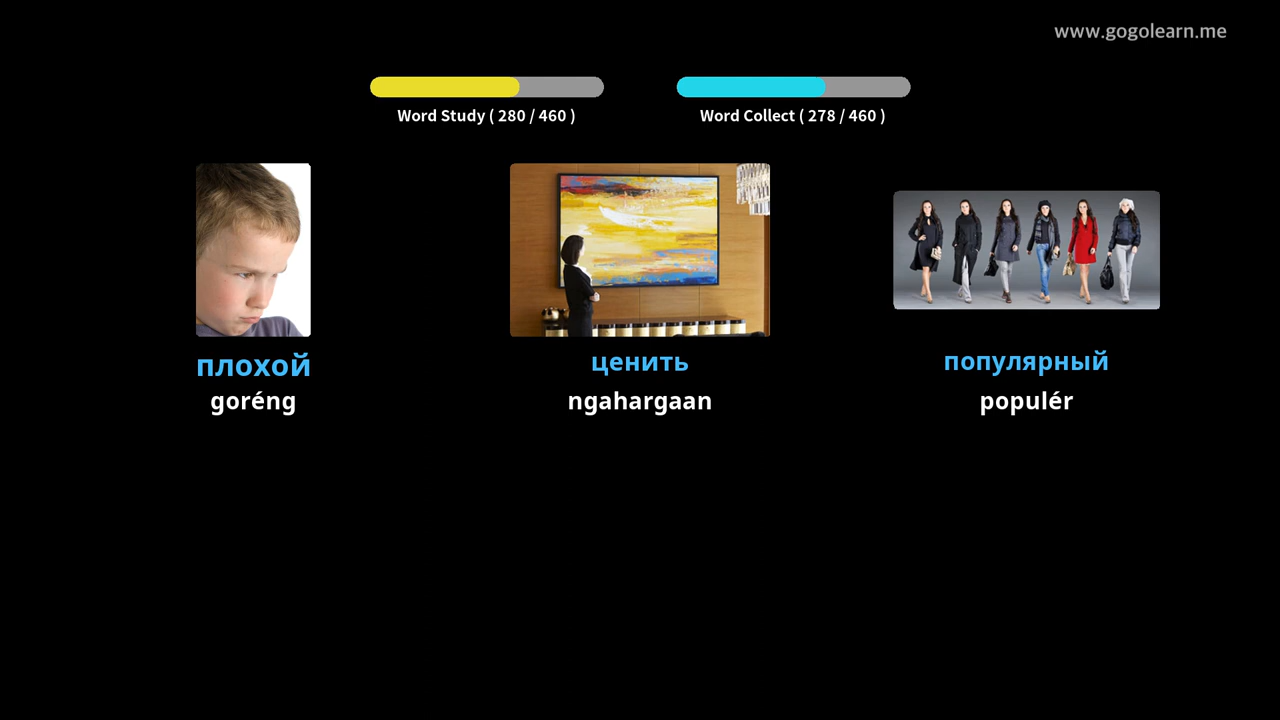 www.gogolearn.me
Word Study ( 280 / 460 )
Word Collect ( 278 / 460 )
плохой
goréng
ценить
ngahargaan
популярный
populér